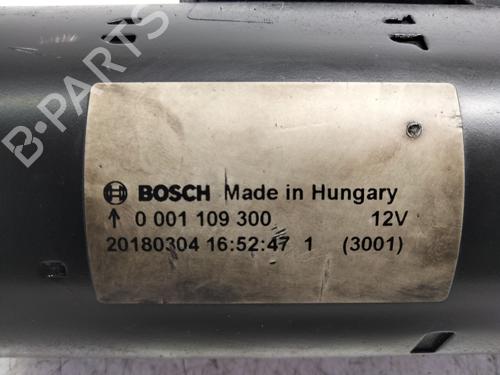 B-PARTS
BOSCH Made in Hungary
↑ 0 001 109 300 12V
20180304 16:52:47 1 (3001)